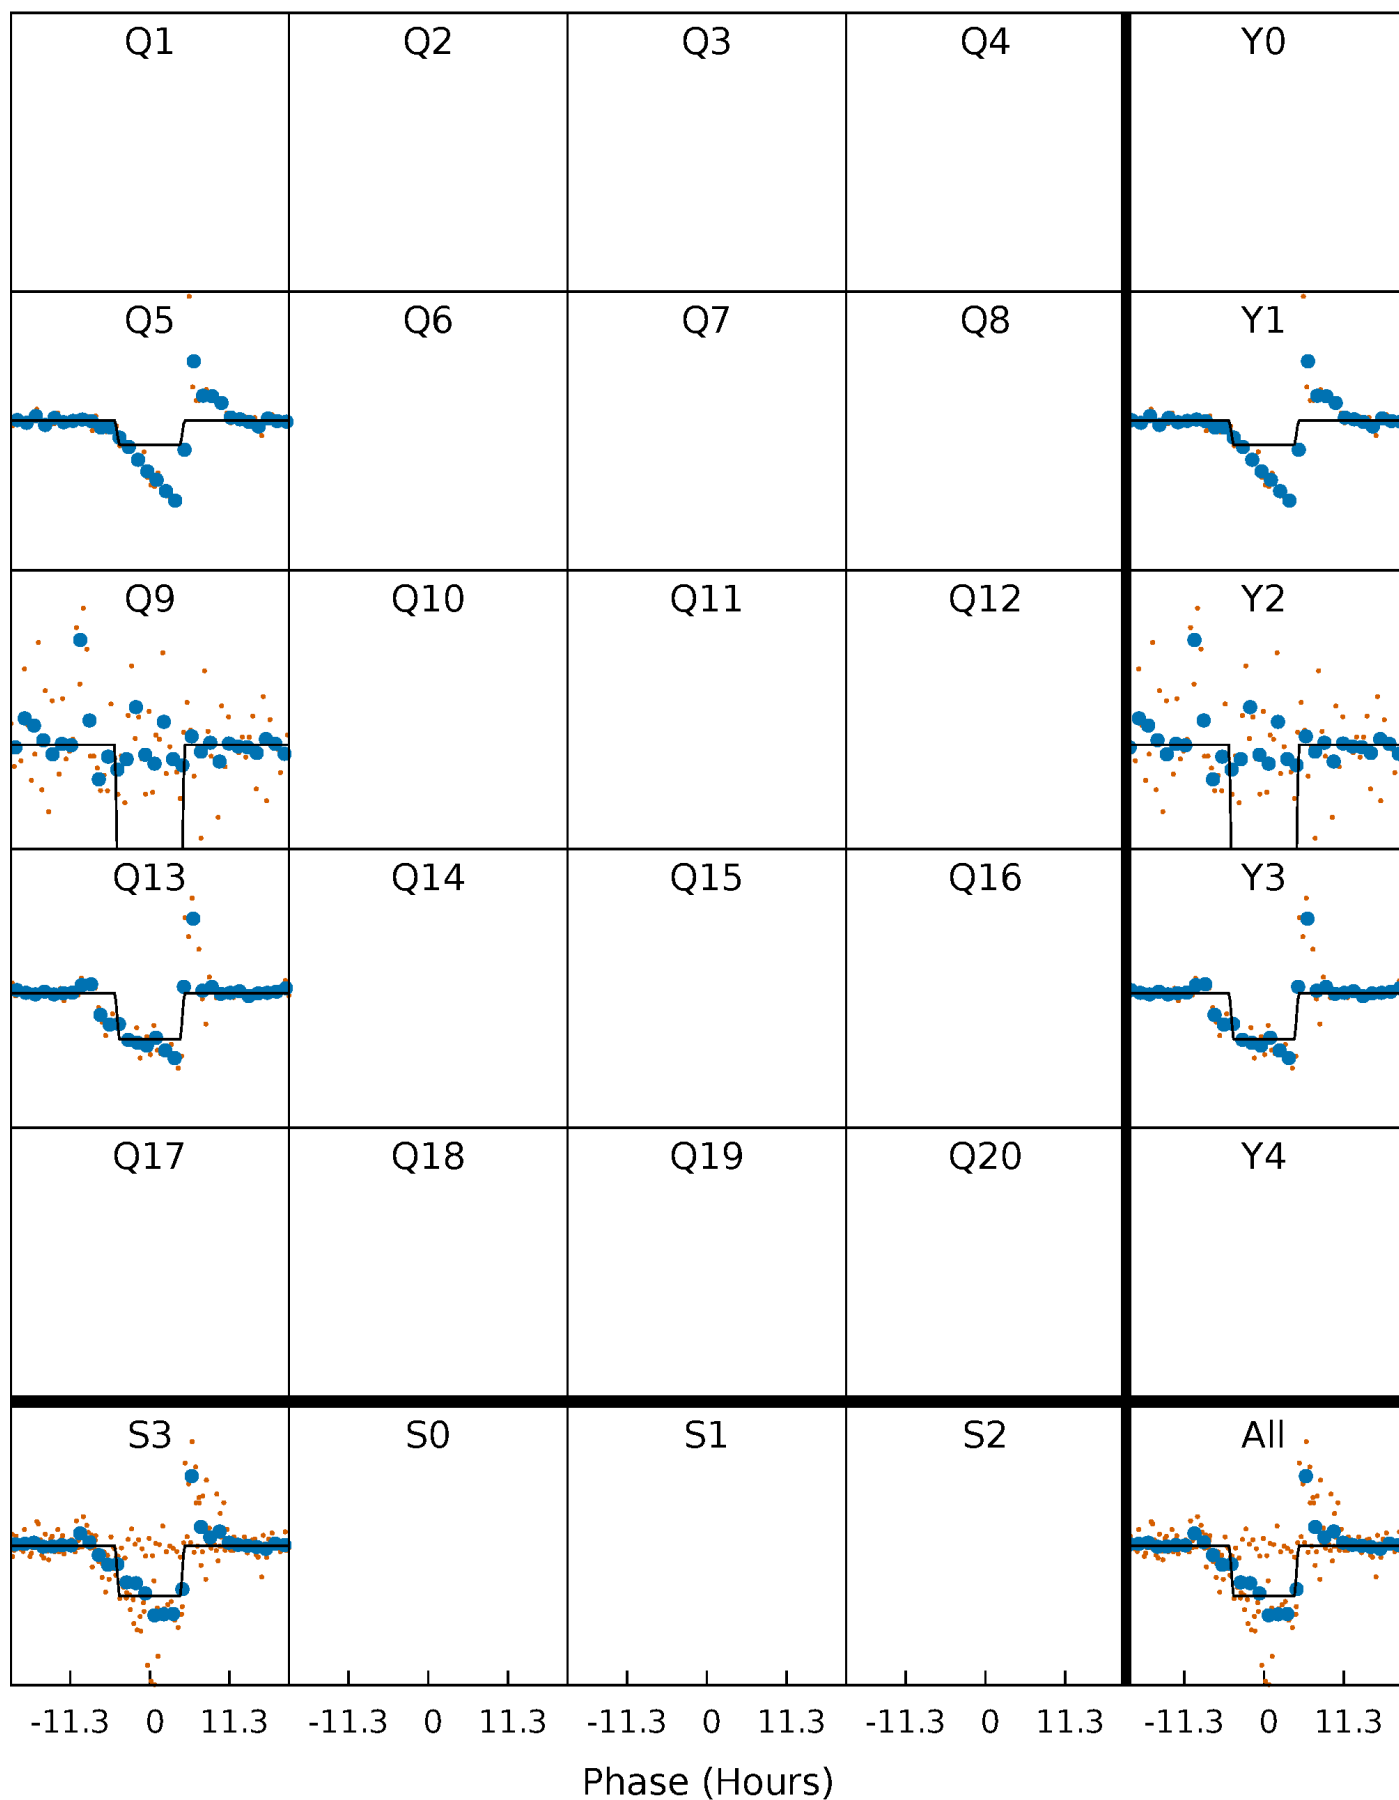 Q1 Q2 Q3 Q4 Y0
Q5 Q6 Q7 Q8 Y1
Q9 Q10 Q11 Q12 Y2
Q13 Q14 Q15 Q16 Y3
Q17 Q18 Q19 Q20 Y4
S3 S0 S1 S2 All
-11.3 0 11.3 -11.3 0 11.3 -11.3 0 11.3 -11.3 0 11.3 -11.3 0 11.3
Phase (Hours)